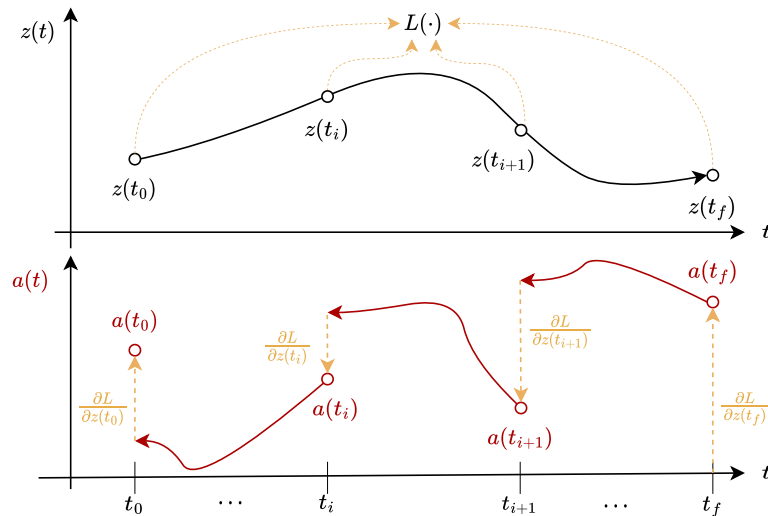 z(t)
L(·)
z(t_i)
z(t_{i+1})
z(t_0)
z(t_f)
t
a(t)
a(t_f)
a(t_0)
∂L/∂z(t_i)
∂L/∂z(t_{i+1})
∂L/∂z(t_0)
∂L/∂z(t_f)
a(t_i)
a(t_{i+1})
t
t_0 ... t_i t_{i+1} ... t_f